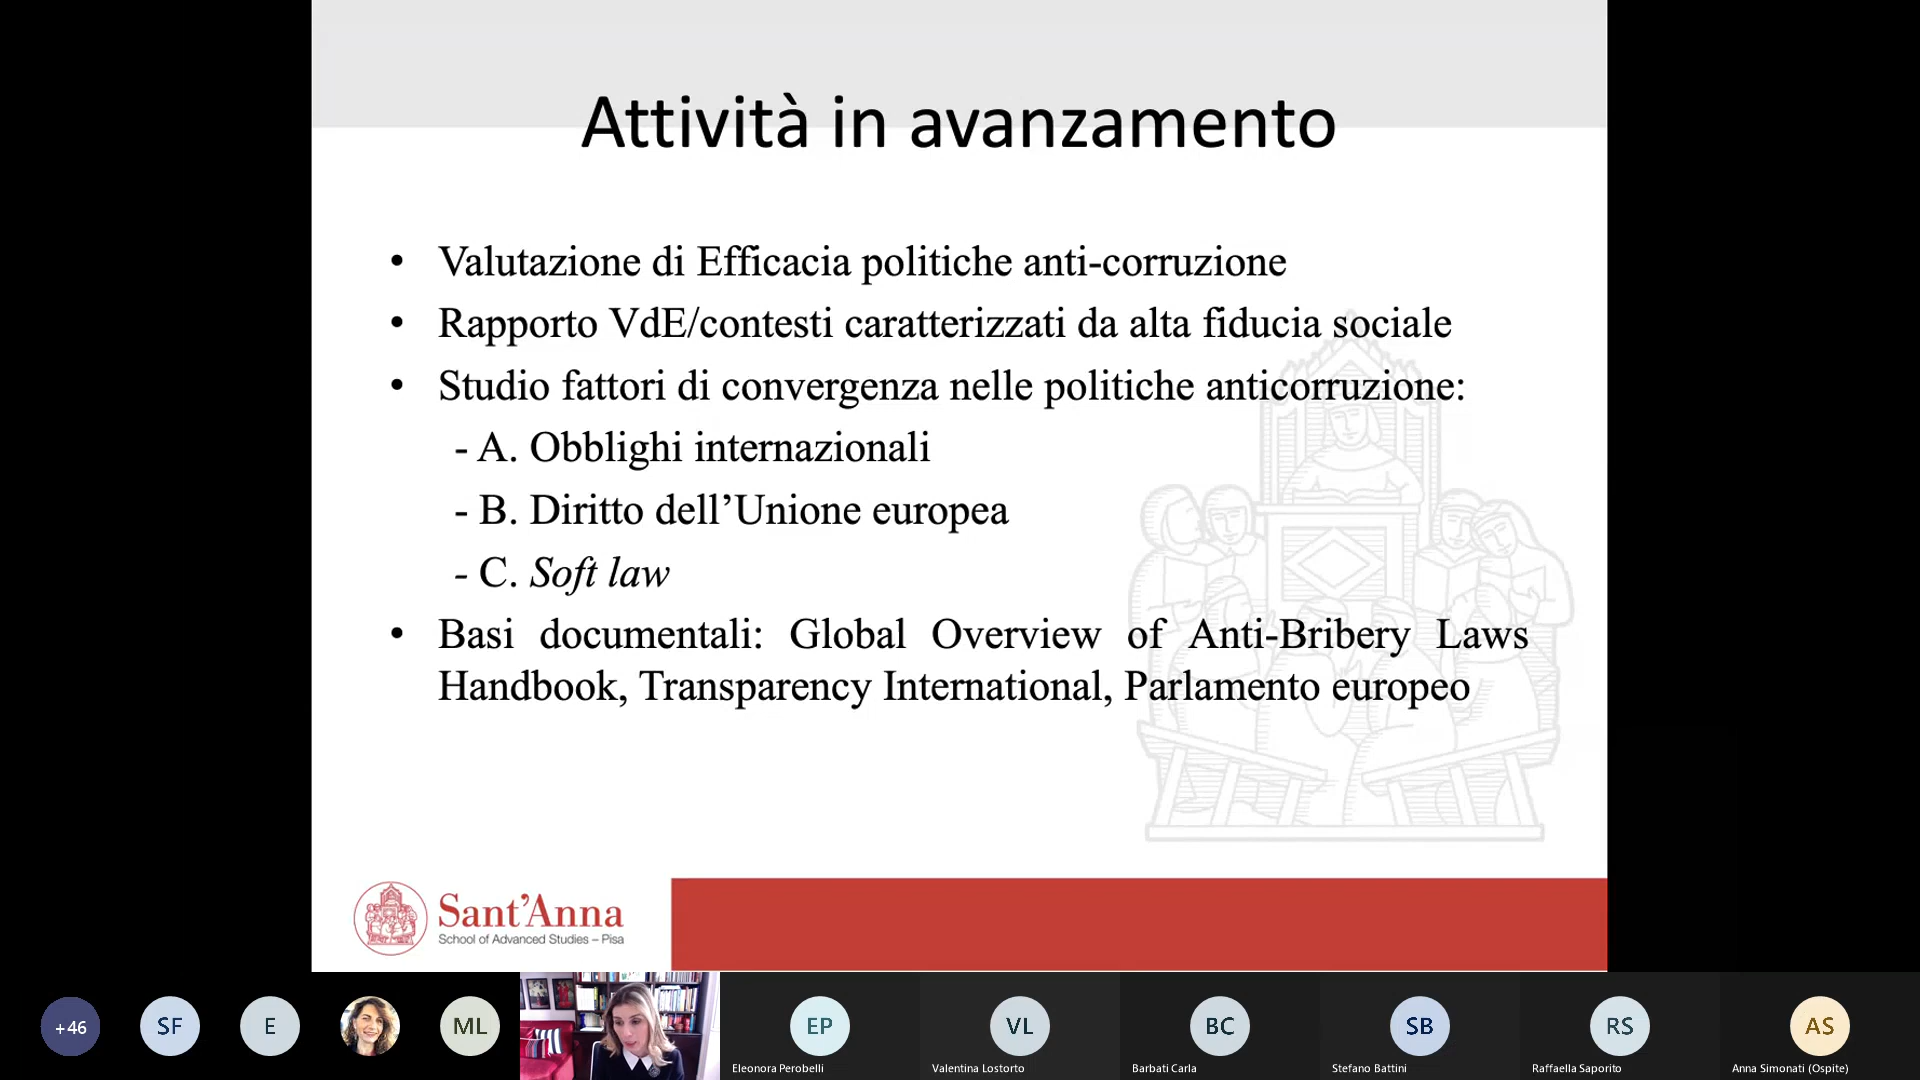 Attività in avanzamento
• Valutazione di Efficacia politiche anti-corruzione
• Rapporto VdE/contesti caratterizzati da alta fiducia sociale
• Studio fattori di convergenza nelle politiche anticorruzione:
- A. Obblighi internazionali
- B. Diritto dell’Unione europea
- C. Soft law
• Basi documentali: Global Overview of Anti-Bribery Laws
Handbook, Transparency International, Parlamento europeo
Sant’Anna
School of Advanced Studies – Pisa
+46
SF
E
ML
EP
VL
BC
SB
RS
AS
Eleonora Perobelli
Valentina Lostorto
Barbati Carla
Stefano Battini
Raffaella Saporito
Anna Simonati (Ospite)